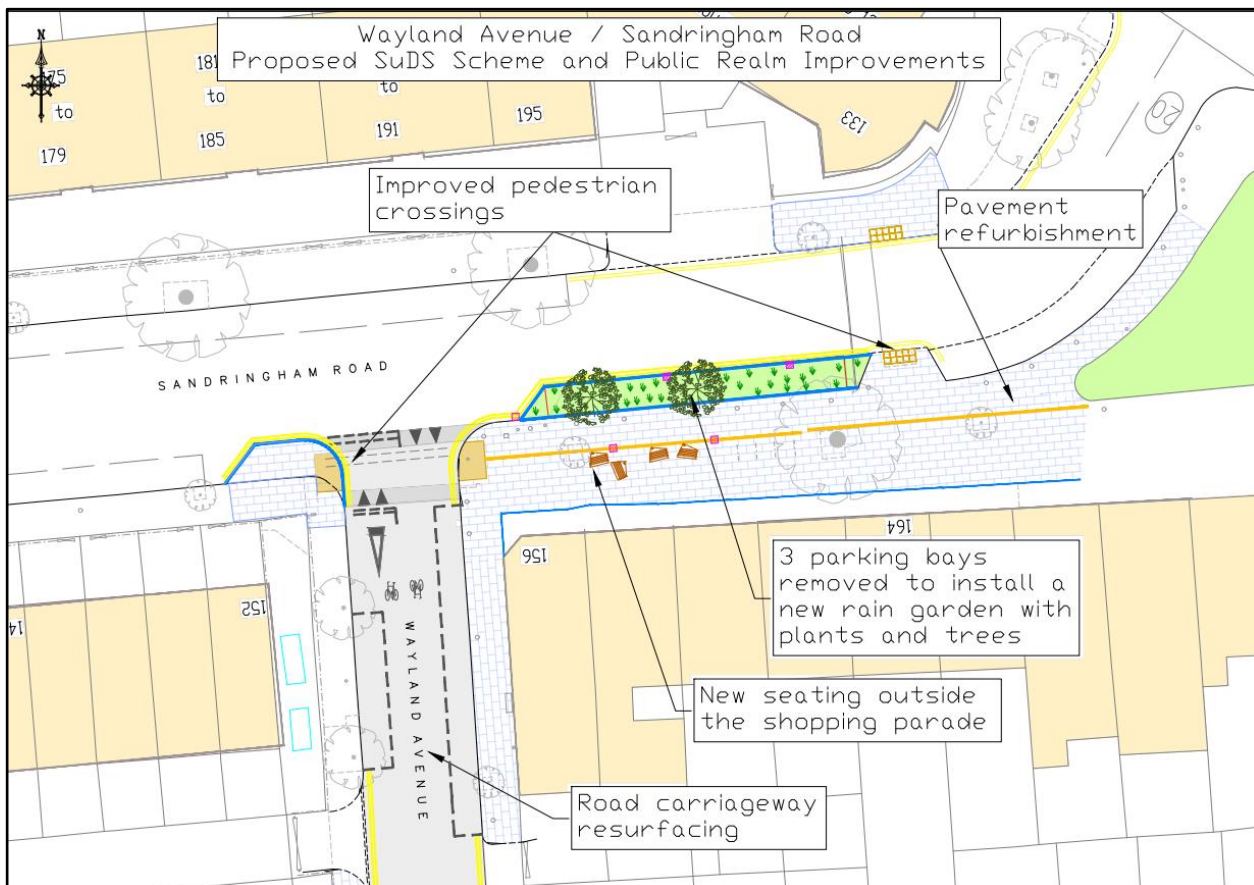 Wayland Avenue / Sandringham Road
Proposed SuDS Scheme and Public Realm Improvements
N
175
to
179
181
to
185
to
191
195
133
20
Improved pedestrian
crossings
Pavement
refurbishment
SANDRINGHAM ROAD
3 parking bays
removed to install a
new rain garden with
plants and trees
New seating outside
the shopping parade
Road carriageway
resurfacing
WAYLAND AVENUE
152
156
164